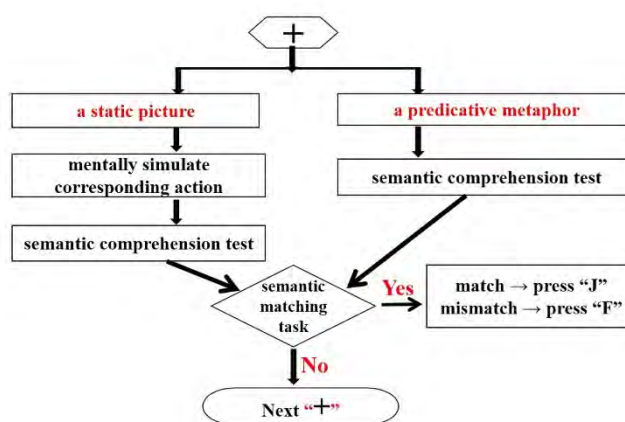 +
a static picture
a predicative metaphor
mentally simulate
corresponding action
semantic comprehension test
semantic comprehension test
semantic
matching
task
Yes
match → press “J”
mismatch → press “F”
No
Next “+”